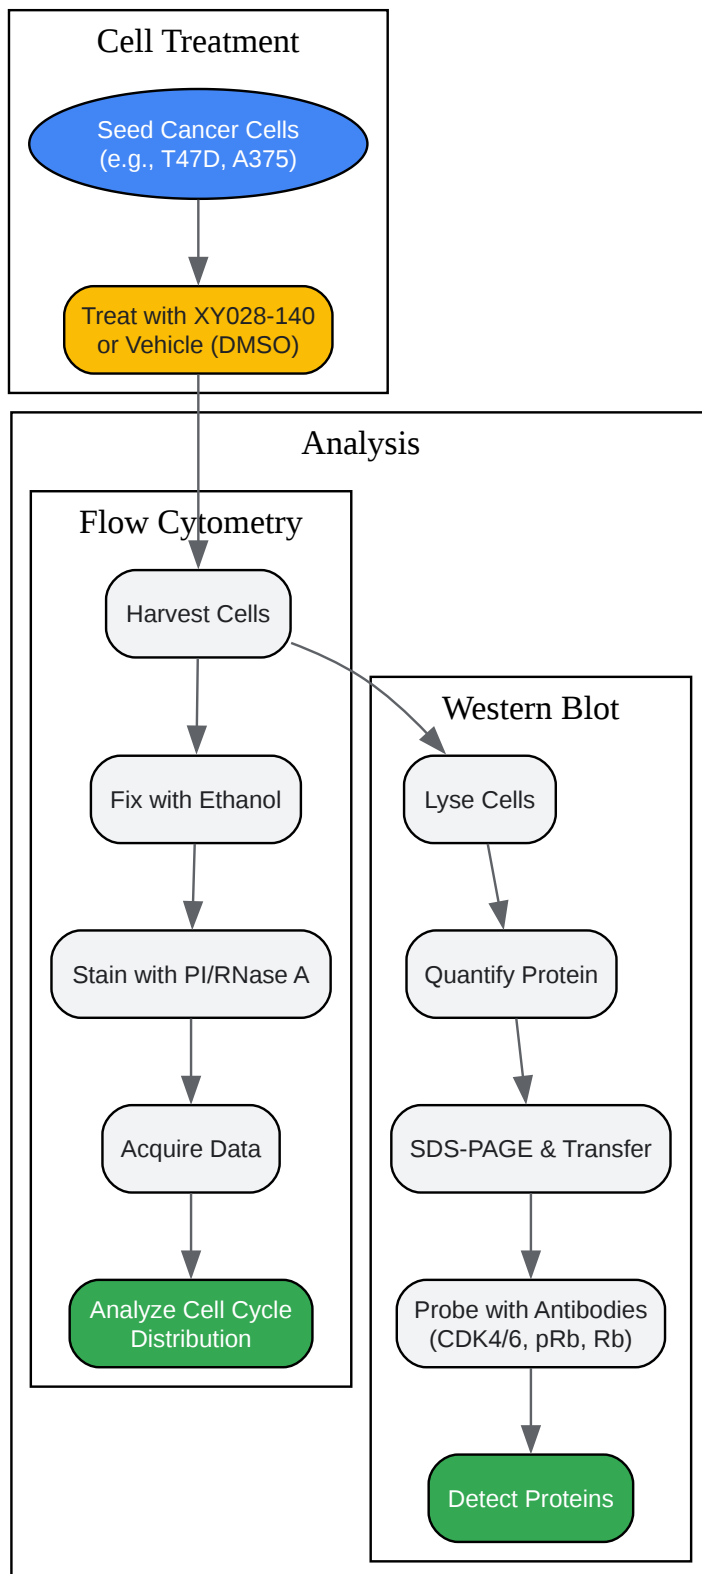 Cell Treatment
Seed Cancer Cells
(e.g., T47D, A375)
Treat with XY028-140
or Vehicle (DMSO)
Analysis
Flow Cytometry
Harvest Cells
Fix with Ethanol
Stain with PI/RNase A
Acquire Data
Analyze Cell Cycle
Distribution
Western Blot
Lyse Cells
Quantify Protein
SDS-PAGE & Transfer
Probe with Antibodies
(CDK4/6, pRb, Rb)
Detect Proteins